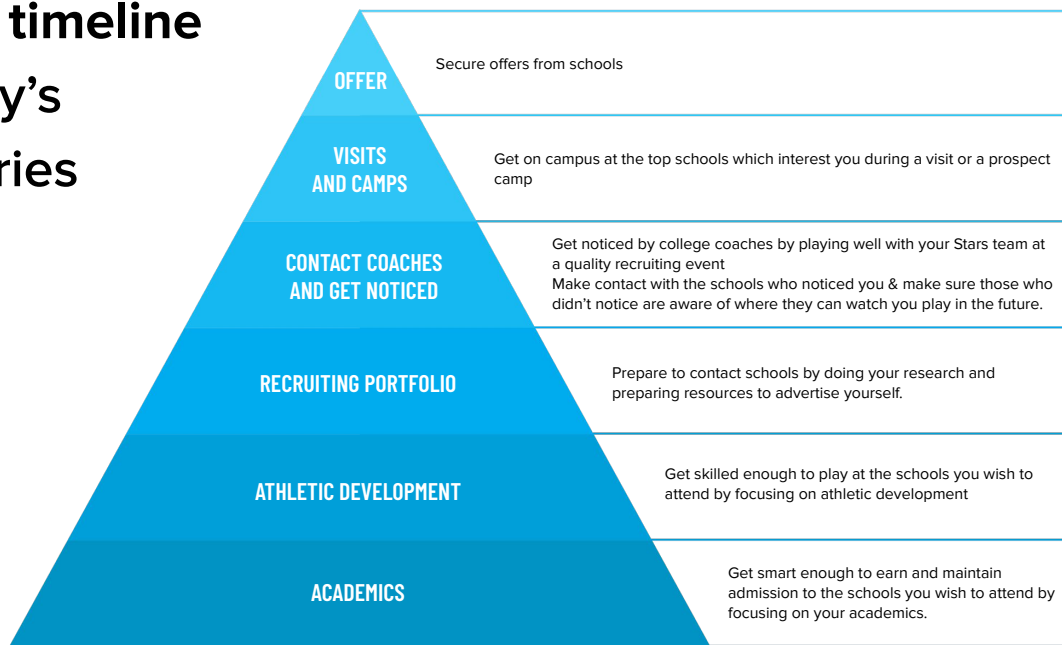 timeline
y’s
ries
OFFER
Secure offers from schools
VISITS
AND CAMPS
Get on campus at the top schools which interest you during a visit or a prospect
camp
CONTACT COACHES
AND GET NOTICED
Get noticed by college coaches by playing well with your Stars team at
a quality recruiting event
Make contact with the schools who noticed you & make sure those who
didn’t notice are aware of where they can watch you play in the future.
RECRUITING PORTFOLIO
Prepare to contact schools by doing your research and
preparing resources to advertise yourself.
ATHLETIC DEVELOPMENT
Get skilled enough to play at the schools you wish to
attend by focusing on athletic development
ACADEMICS
Get smart enough to earn and maintain
admission to the schools you wish to attend by
focusing on your academics.